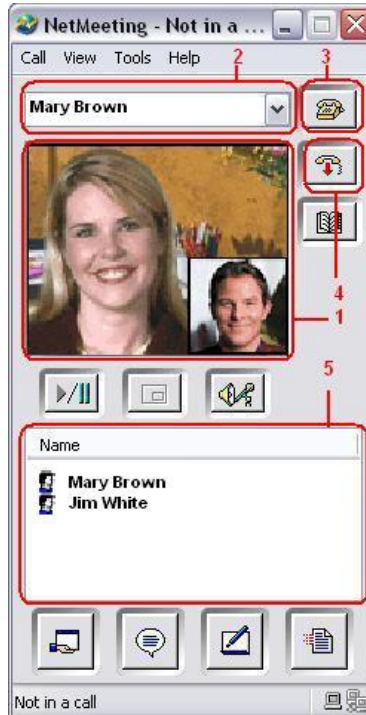 NetMeeting - Not in a ...
Call View Tools Help 2 3
Mary Brown
4
1
5
Name
Mary Brown
Jim White
Not in a call